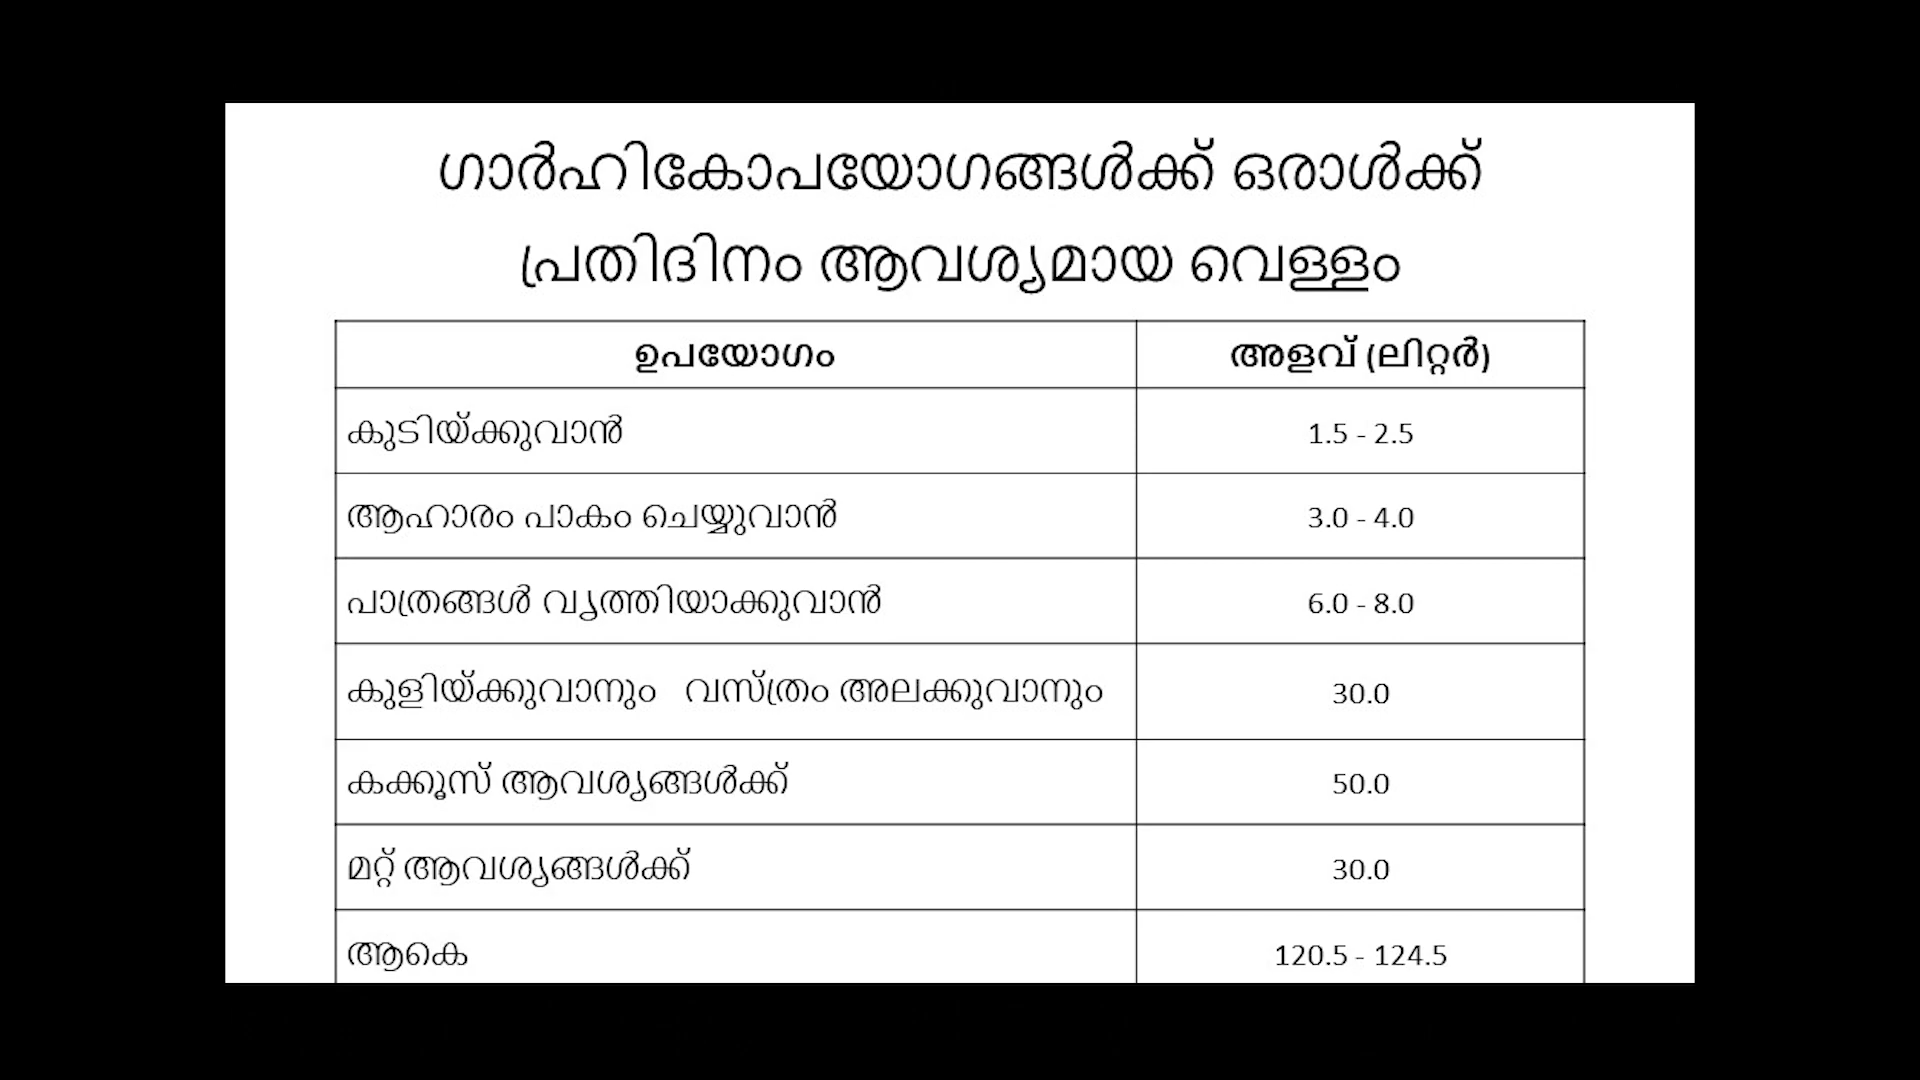 ഗാർഹികോപയോഗങ്ങൾക്ക് ഒരാൾക്ക്
പ്രതിദിനം ആവശ്യമായ വെള്ളം
ഉപയോഗം അളവ് (ലിറ്റർ)
കുടിയ്ക്കുവാൻ 1.5 - 2.5
ആഹാരം പാകം ചെയ്യുവാൻ 3.0 - 4.0
പാത്രങ്ങൾ വൃത്തിയാക്കുവാൻ 6.0 - 8.0
കുളിയ്ക്കുവാനും വസ്ത്രം അലക്കുവാനും 30.0
കക്കൂസ് ആവശ്യങ്ങൾക്ക് 50.0
മറ്റ് ആവശ്യങ്ങൾക്ക് 30.0
ആകെ 120.5 - 124.5